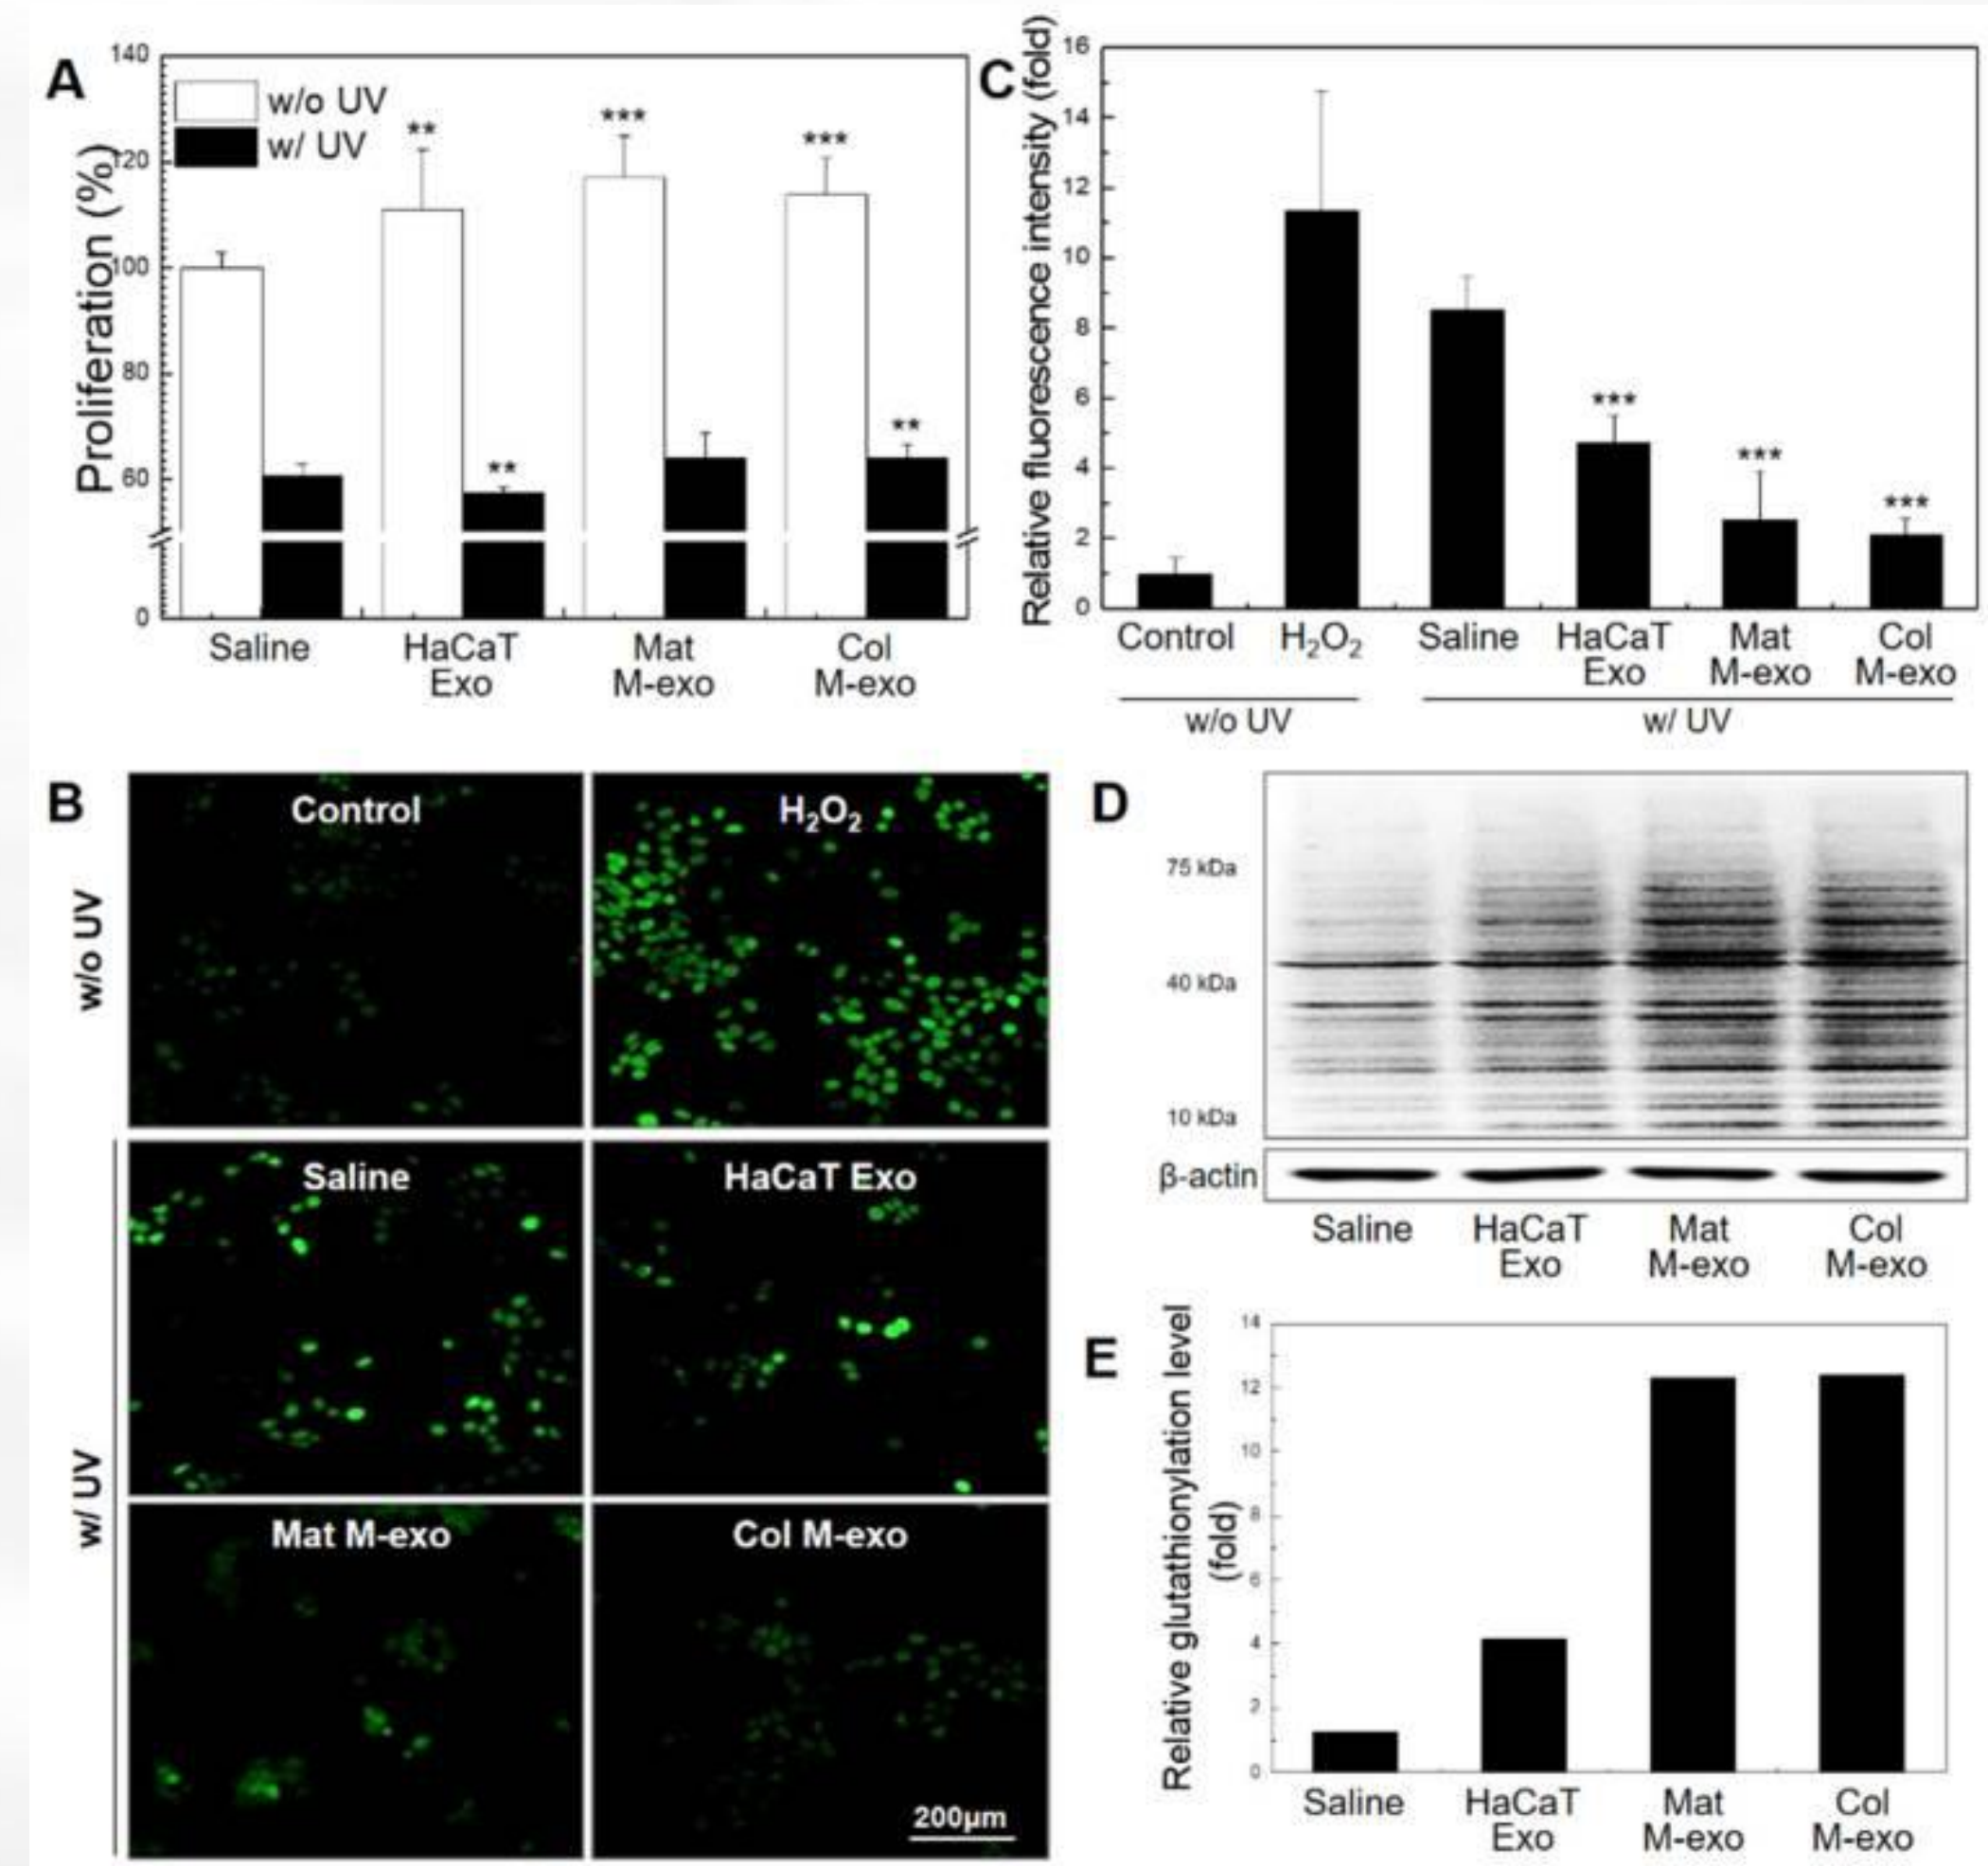 A
Proliferation (%)
140
120
100
80
60
0
w/o UV
w/ UV
**
***
***
**
**
Saline
HaCaT
Exo
Mat
M-exo
Col
M-exo
C
Relative fluorescence intensity (fold)
16
14
12
10
8
6
4
2
0
***
***
***
Control
H₂O₂
Saline
HaCaT
Exo
Mat
M-exo
Col
M-exo
w/o UV
w/ UV
B
w/o UV
Control
H₂O₂
w/ UV
Saline
HaCaT Exo
Mat M-exo
Col M-exo
200μm
D
75 kDa
40 kDa
10 kDa
β-actin
Saline
HaCaT
Exo
Mat
M-exo
Col
M-exo
E
Relative glutathionylation level
(fold)
14
12
10
8
6
4
2
0
Saline
HaCaT
Exo
Mat
M-exo
Col
M-exo